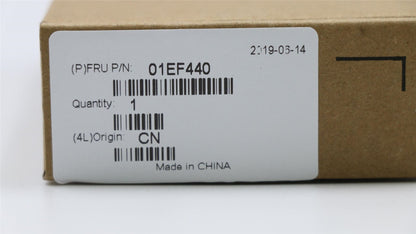 2019-06-14
(P)FRU P/N: 01EF440
Quantity: 1
(4L)Origin: CN
Made in CHINA